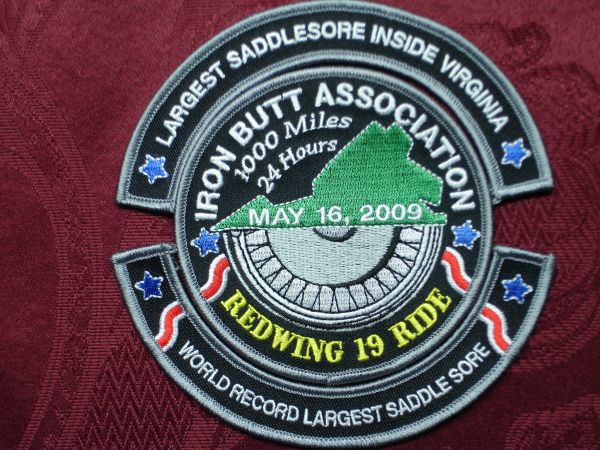 LARGEST SADDLESORE INSIDE VIRGINIA
IRON BUTT ASSOCIATION
1000 Miles
24 Hours
MAY 16, 2009
REDWING 19 RIDE
WORLD RECORD LARGEST SADDLE SORE